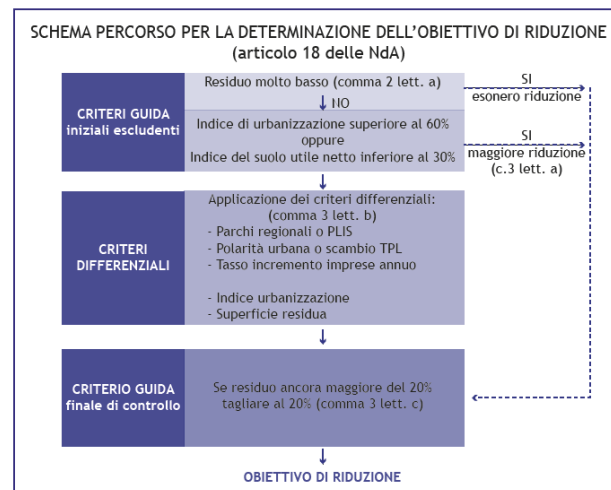 SCHEMA PERCORSO PER LA DETERMINAZIONE DELL'OBIETTIVO DI RIDUZIONE
(articolo 18 delle NdA)
CRITERI GUIDA
iniziali escludenti
Residuo molto basso (comma 2 lett. a)
NO
SI
esonero riduzione
Indice di urbanizzazione superiore al 60%
oppure
Indice del suolo utile netto inferiore al 30%
SI
maggiore riduzione
(c.3 lett. a)
CRITERI
DIFFERENZIALI
Applicazione dei criteri differenziali:
(comma 3 lett. b)
- Parchi regionali o PLIS
- Polarità urbana o scambio TPL
- Tasso incremento imprese annuo
- Indice urbanizzazione
- Superficie residua
CRITERIO GUIDA
finale di controllo
Se residuo ancora maggiore del 20%
tagliare al 20% (comma 3 lett. c)
OBIETTIVO DI RIDUZIONE